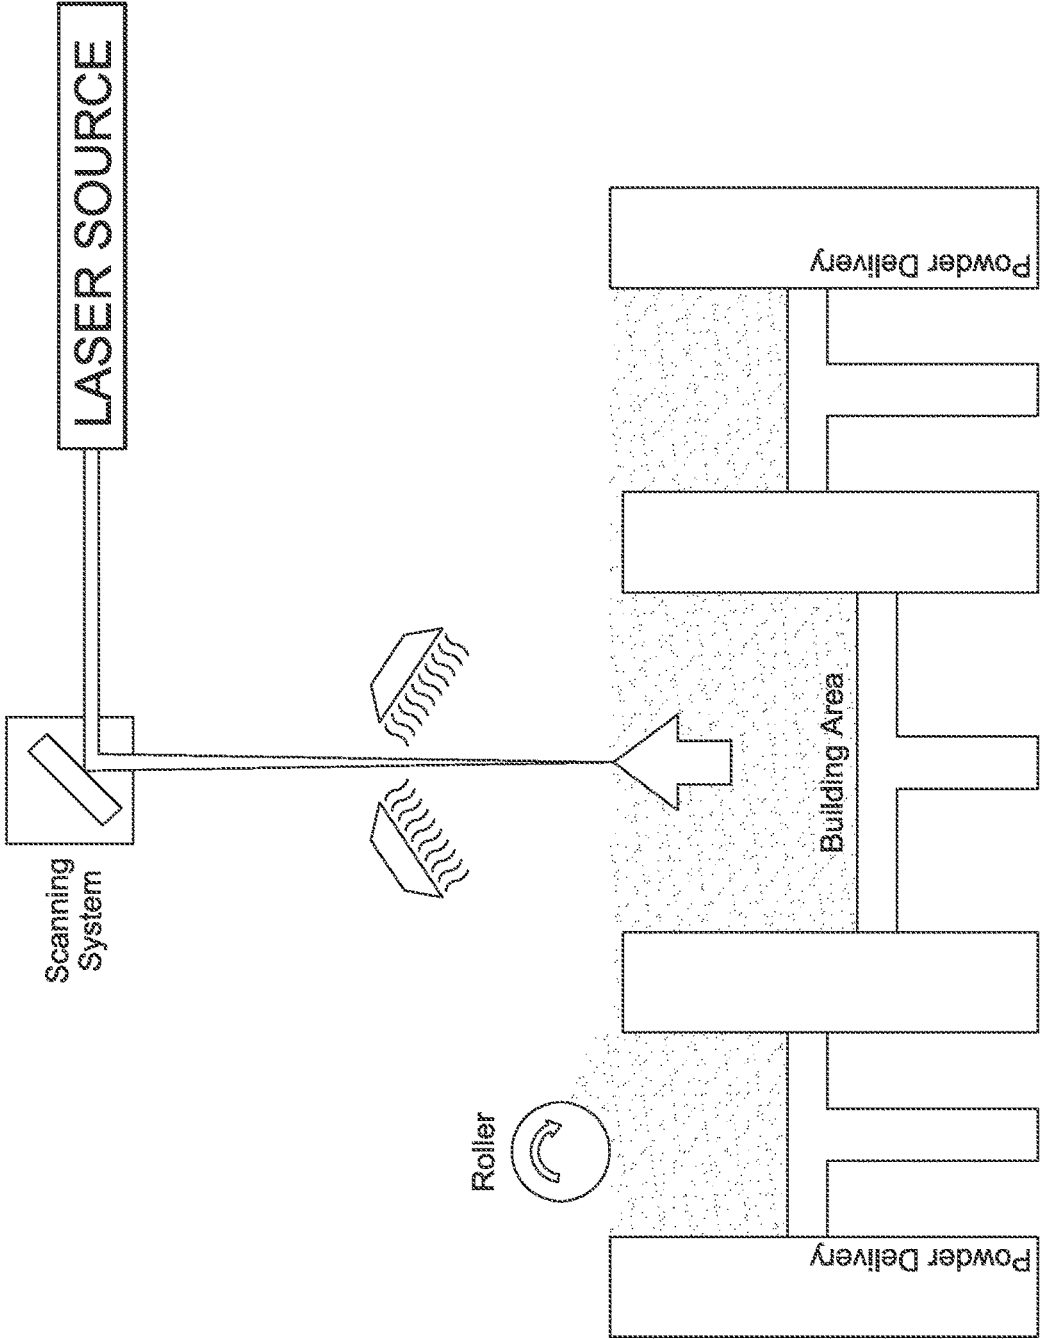 LASER SOURCE
Scanning
System
Roller
Building Area
Powder Delivery
Powder Delivery